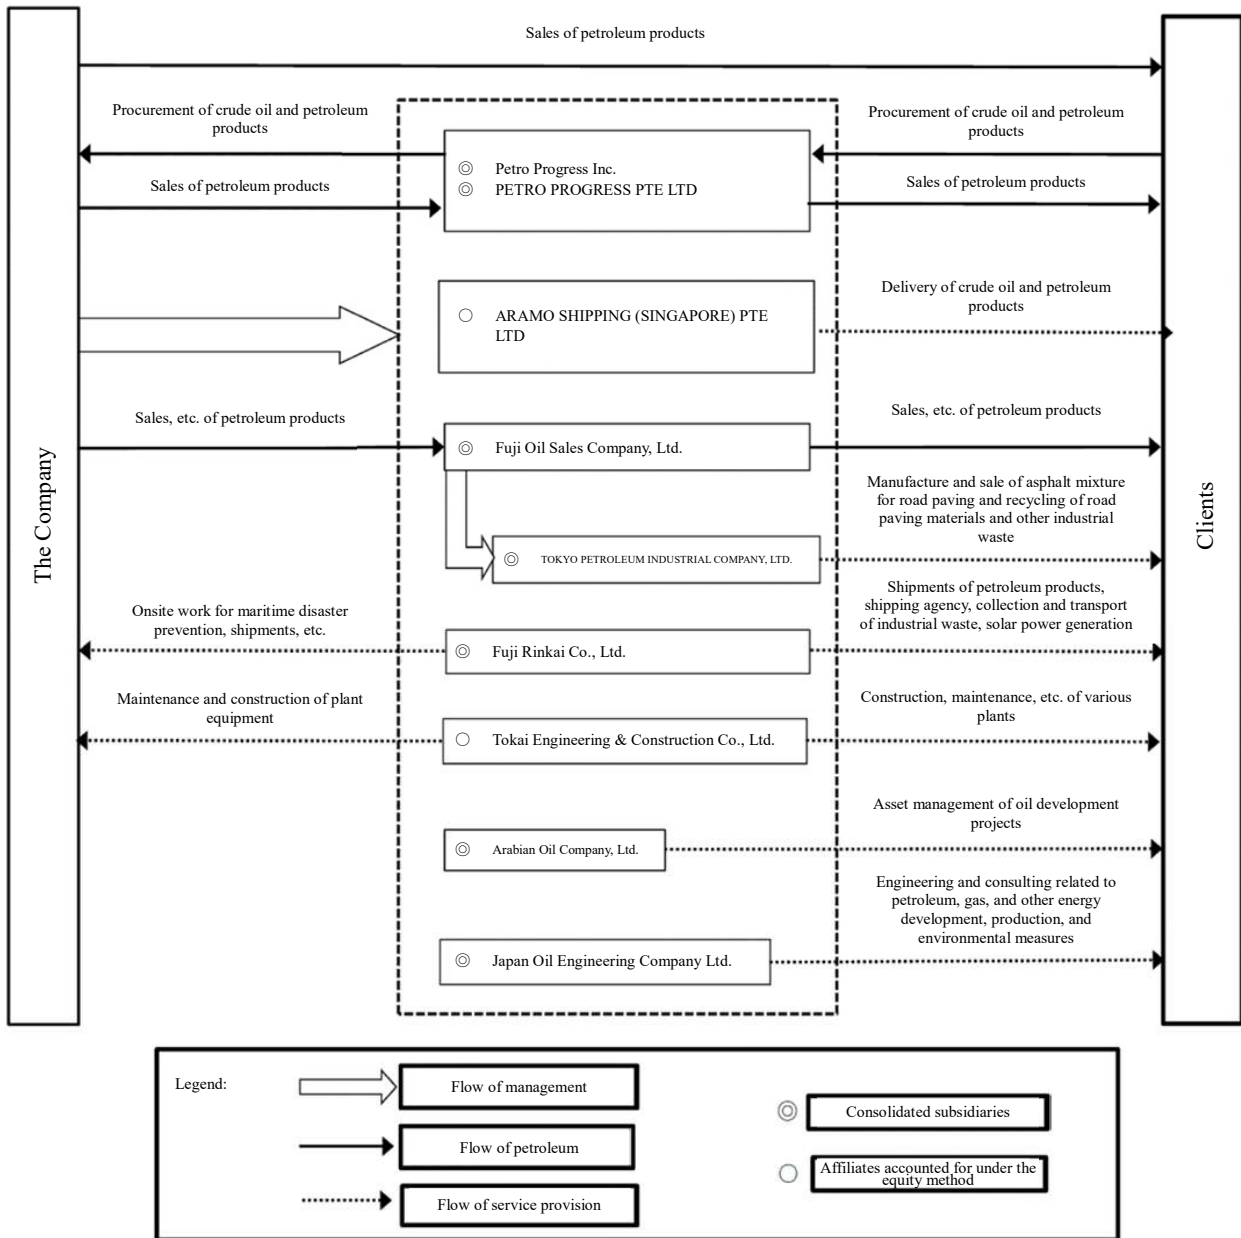 Sales of petroleum products
The Company
Clients
Procurement of crude oil and petroleum
products
Procurement of crude oil and petroleum
products
◎ Petro Progress Inc.
◎ PETRO PROGRESS PTE LTD
Sales of petroleum products
Sales of petroleum products
○ ARAMO SHIPPING (SINGAPORE) PTE
LTD
Delivery of crude oil and petroleum
products
Sales, etc. of petroleum products
Sales, etc. of petroleum products
◎ Fuji Oil Sales Company, Ltd.
Manufacture and sale of asphalt mixture
for road paving and recycling of road
paving materials and other industrial
waste
◎ TOKYO PETROLEUM INDUSTRIAL COMPANY, LTD.
Onsite work for maritime disaster
prevention, shipments, etc.
Shipments of petroleum products,
shipping agency, collection and transport
of industrial waste, solar power generation
◎ Fuji Rinkai Co., Ltd.
Maintenance and construction of plant
equipment
Construction, maintenance, etc. of various
plants
○ Tokai Engineering & Construction Co., Ltd.
Asset management of oil development
projects
◎ Arabian Oil Company, Ltd.
Engineering and consulting related to
petroleum, gas, and other energy
development, production, and
environmental measures
◎ Japan Oil Engineering Company Ltd.
Legend:
Flow of management
Flow of petroleum
Flow of service provision
◎ Consolidated subsidiaries
○ Affiliates accounted for under the
equity method